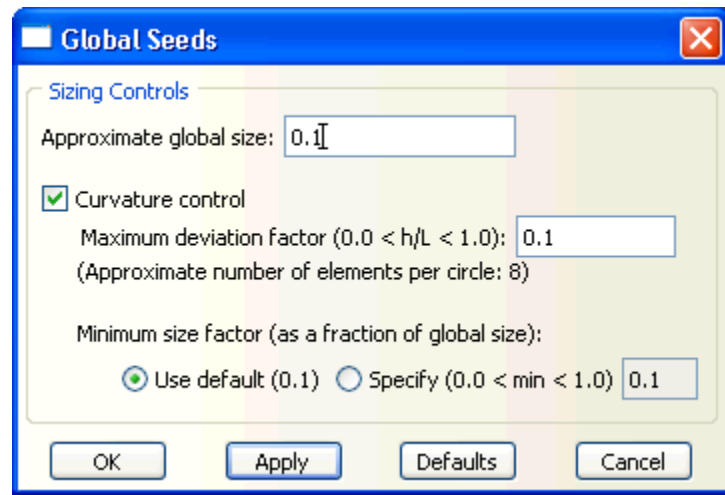 Global Seeds
Sizing Controls
Approximate global size: 0.1
Curvature control
Maximum deviation factor (0.0 < h/L < 1.0): 0.1
(Approximate number of elements per circle: 8)
Minimum size factor (as a fraction of global size):
Use default (0.1) Specify (0.0 < min < 1.0) 0.1
OK Apply Defaults Cancel